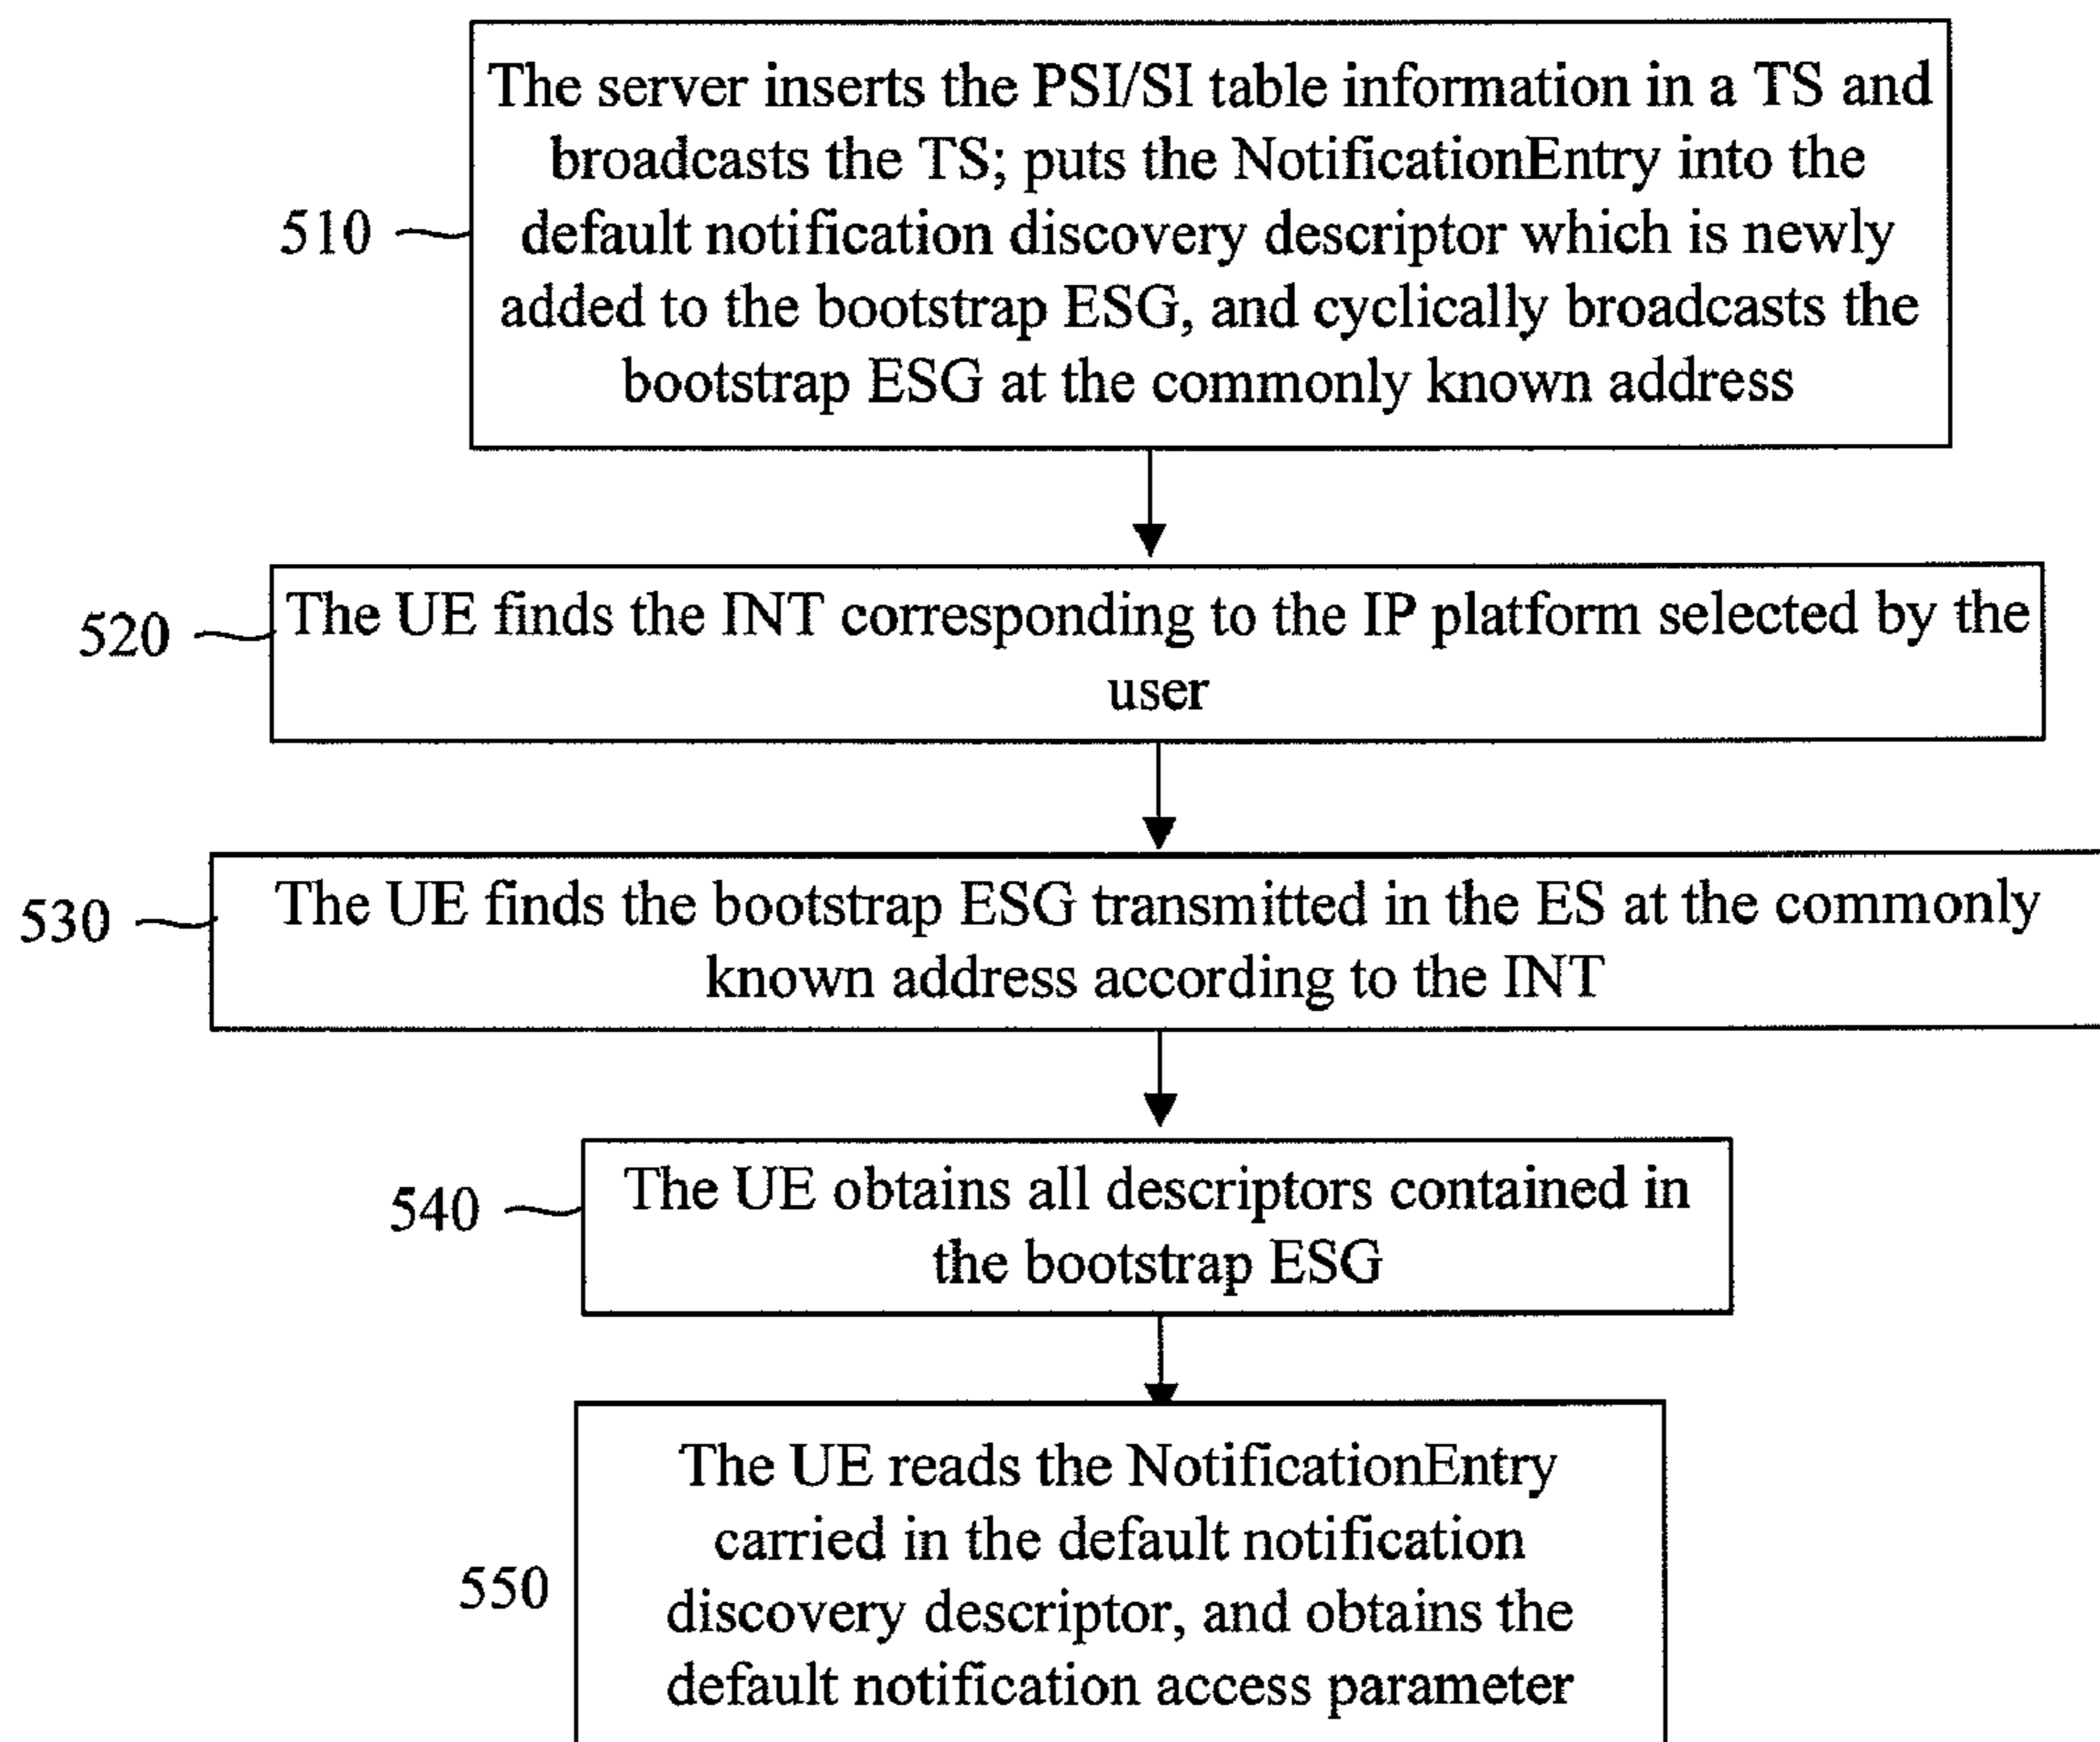 The server inserts the PSI/SI table information in a TS and
broadcasts the TS; puts the NotificationEntry into the
510
default notification discovery descriptor which is newly
added to the bootstrap ESG, and cyclically broadcasts the
bootstrap ESG at the commonly known address
520
The UE finds the INT corresponding to the IP platform selected by the
user
530
The UE finds the bootstrap ESG transmitted in the ES at the commonly
known address according to the INT
540
The UE obtains all descriptors contained in
the bootstrap ESG
The UE reads the NotificationEntry
carried in the default notification
550
discovery descriptor, and obtains the
default notification access parameter